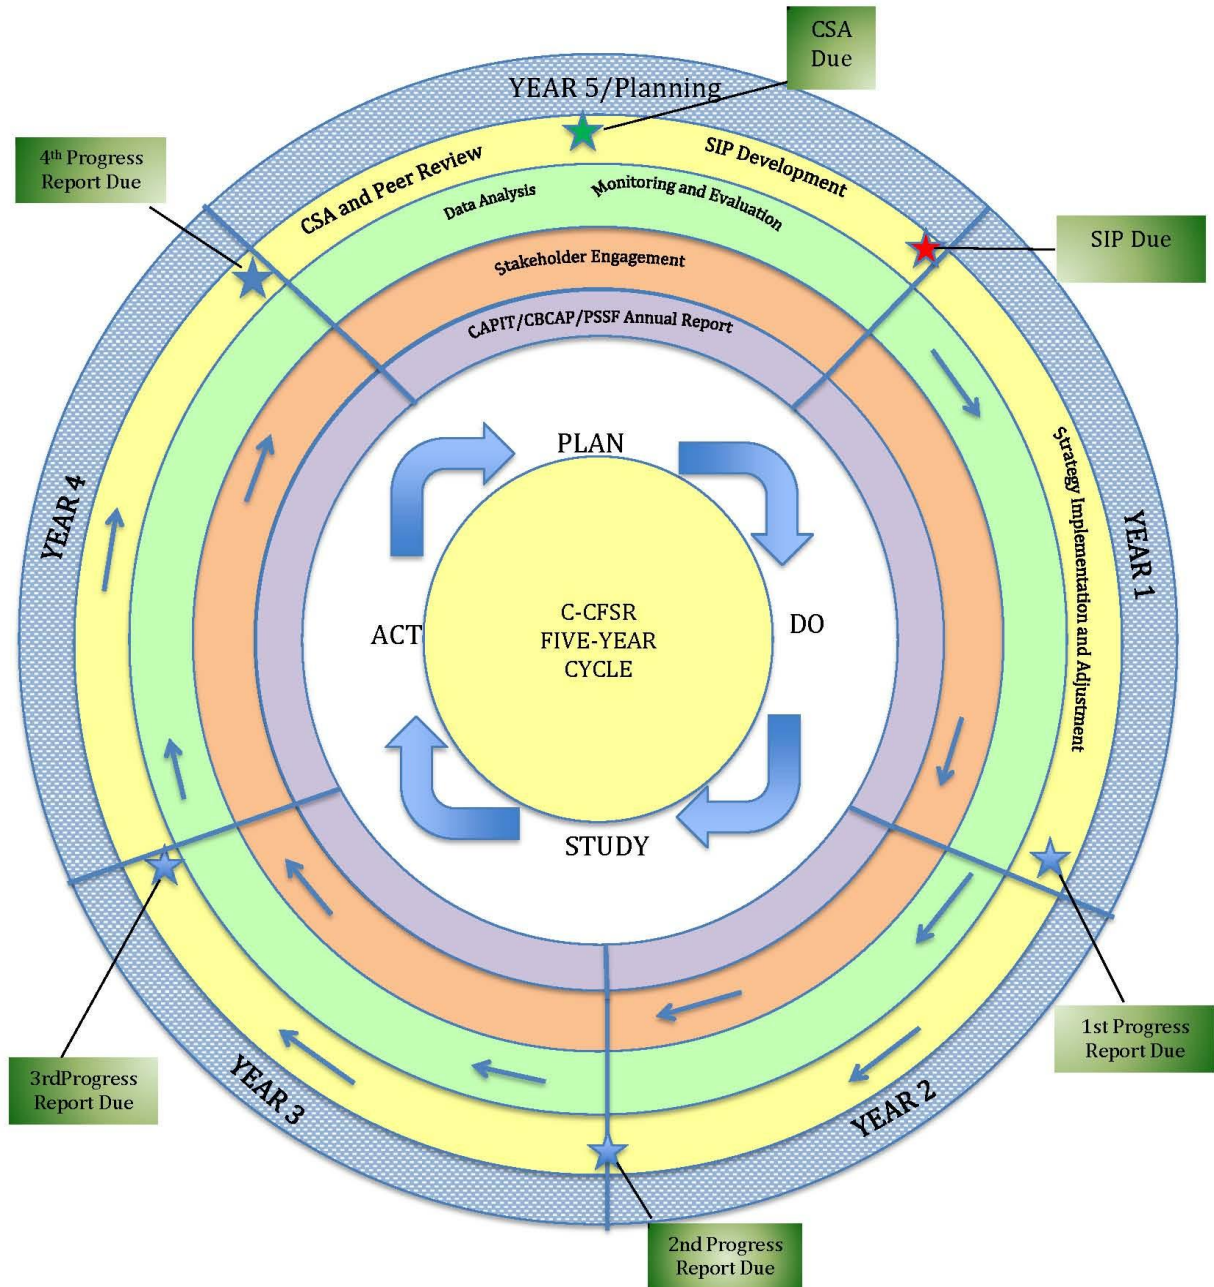 CSA
Due
YEAR 5/Planning
4th Progress
Report Due
CSA and Peer Review
SIP Development
Data Analysis
Monitoring and Evaluation
SIP Due
Stakeholder Engagement
CAPIT/CBCAP/PSSF Annual Report
PLAN
YEAR 4
Strategy Implementation and Adjustment
YEAR 1
C-CFSR
FIVE-YEAR
CYCLE
ACT
DO
STUDY
1st Progress
Report Due
3rdProgress
Report Due
YEAR 3
YEAR 2
2nd Progress
Report Due